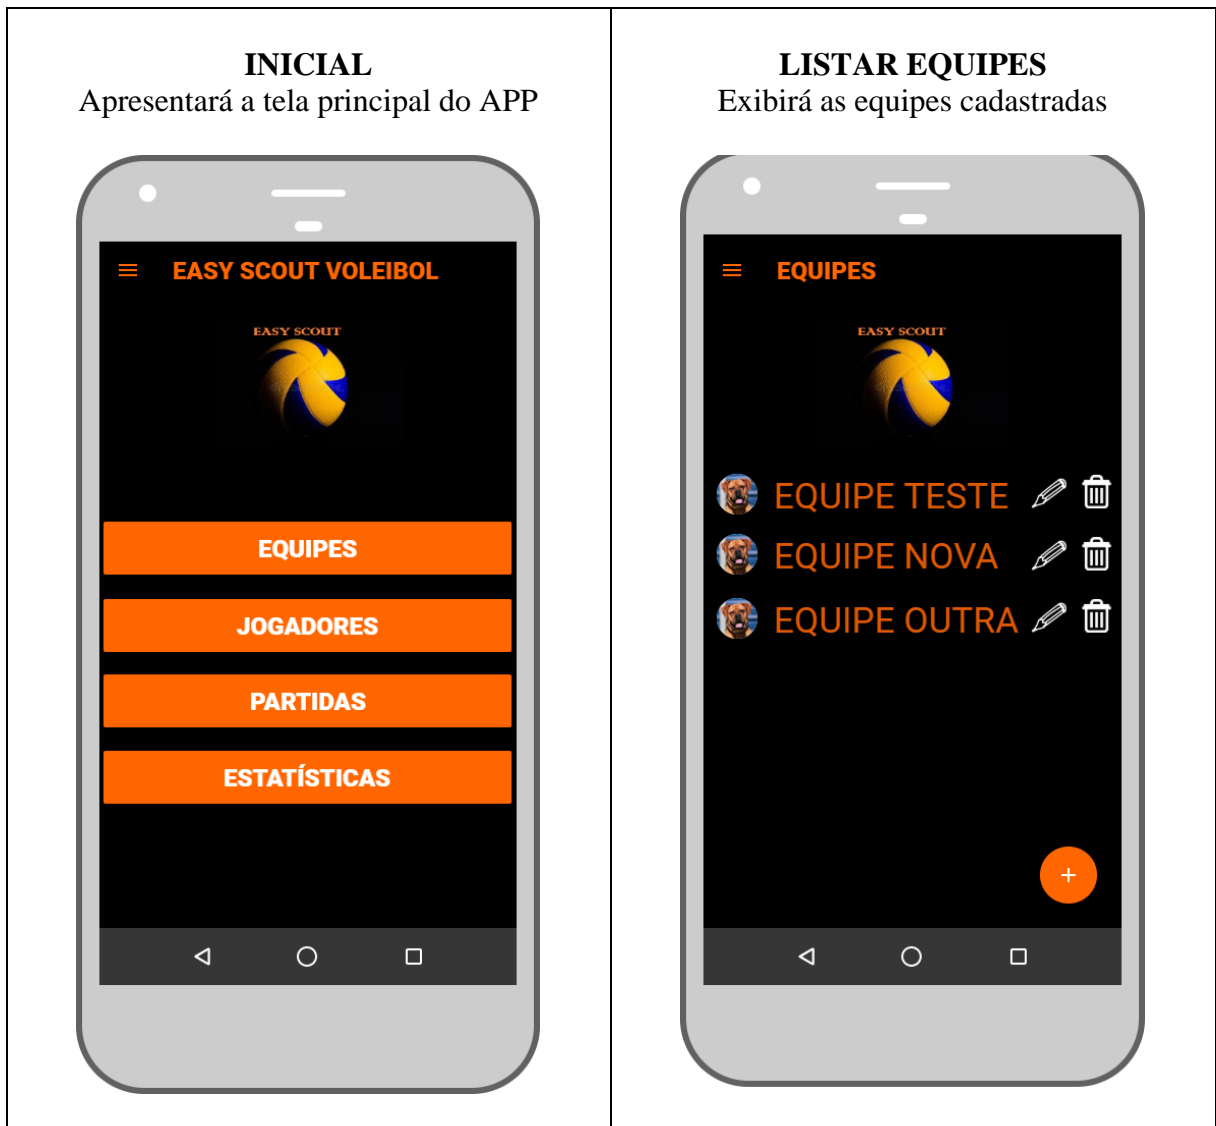 INICIAL
Apresentará a tela principal do APP
EASY SCOUT VOLEIBOL
EASY SCOUT
EQUIPES
JOGADORES
PARTIDAS
ESTATÍSTICAS
LISTAR EQUIPES
Exibirá as equipes cadastradas
EQUIPES
EASY SCOUT
EQUIPE TESTE
EQUIPE NOVA
EQUIPE OUTRA
+